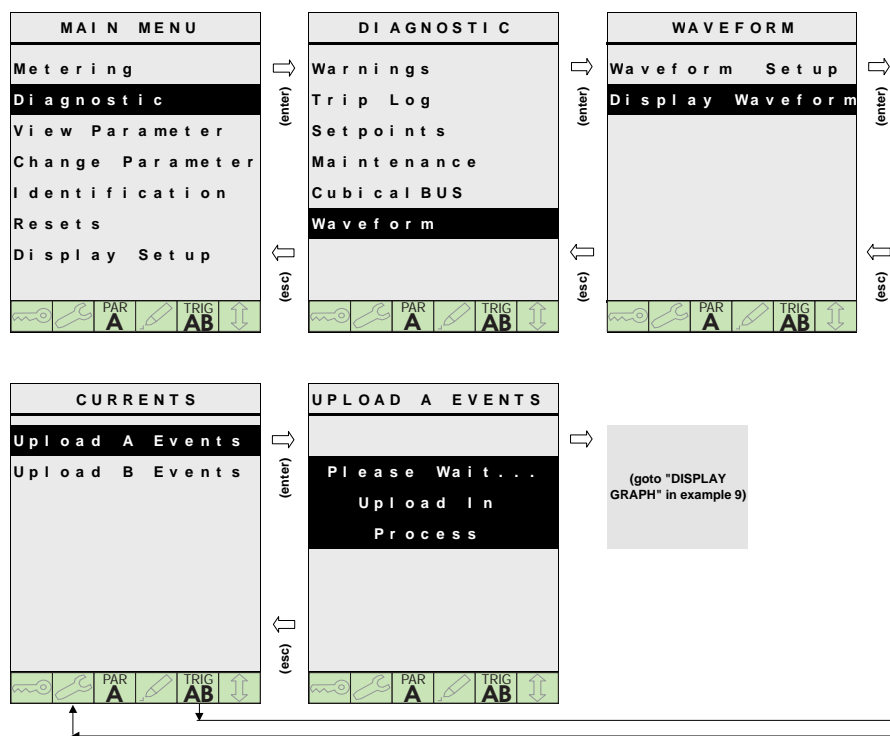 MAIN MENU
Metering
Diagnostic
View Parameter
Change Parameter
Identification
Resets
Display Setup
PAR
A
TRIG
AB
(enter)
(esc)
DIAGNOSTIC
Warnings
Trip Log
Setpoints
Maintenance
CubicalBUS
Waveform
PAR
A
TRIG
AB
(enter)
(esc)
WAVEFORM
Waveform Setup
Display Waveform
PAR
A
TRIG
AB
(enter)
(esc)
CURRENTS
Upload A Events
Upload B Events
PAR
A
TRIG
AB
(enter)
(esc)
UPLOAD A EVENTS
Please Wait...
Upload In
Process
PAR
A
TRIG
AB
(goto "DISPLAY
GRAPH" in example 9)